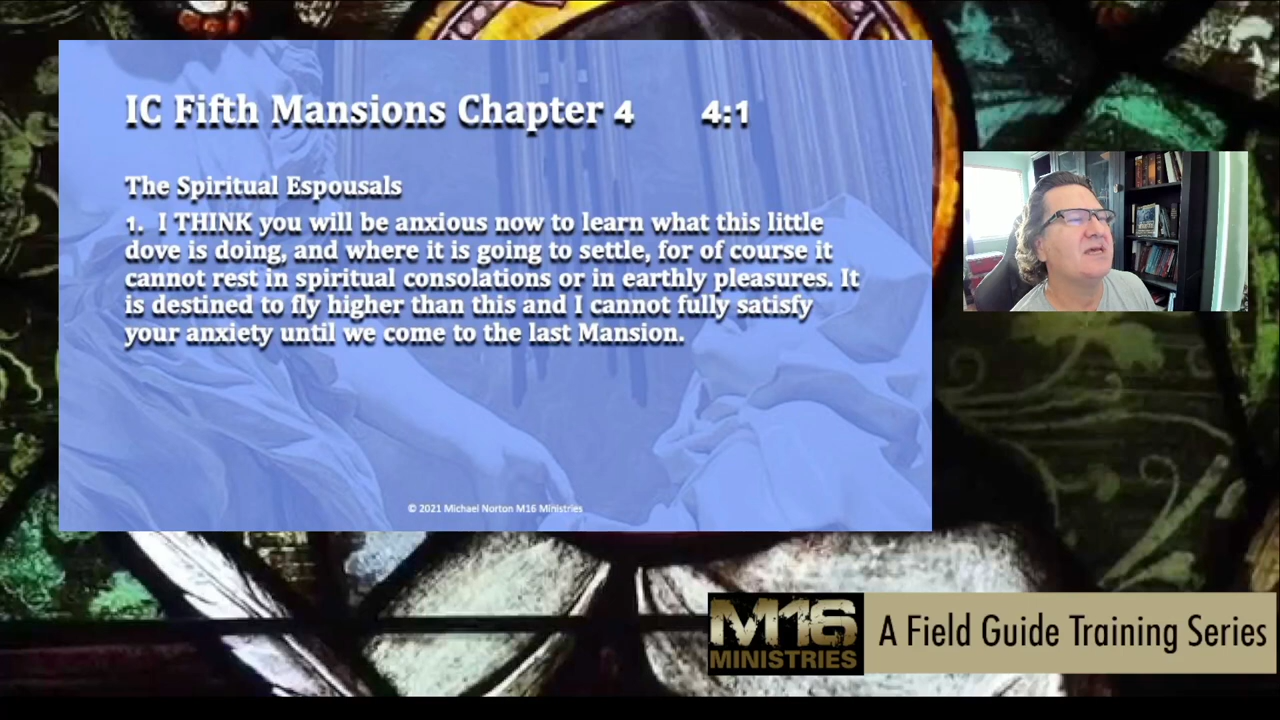 IC Fifth Mansions Chapter 4 4:1
The Spiritual Espousals
1. I THINK you will be anxious now to learn what this little
dove is doing, and where it is going to settle, for of course it
cannot rest in spiritual consolations or in earthly pleasures. It
is destined to fly higher than this and I cannot fully satisfy
your anxiety until we come to the last Mansion.
© 2021 Michael Norton M16 Ministries
M16
MINISTRIES
A Field Guide Training Series